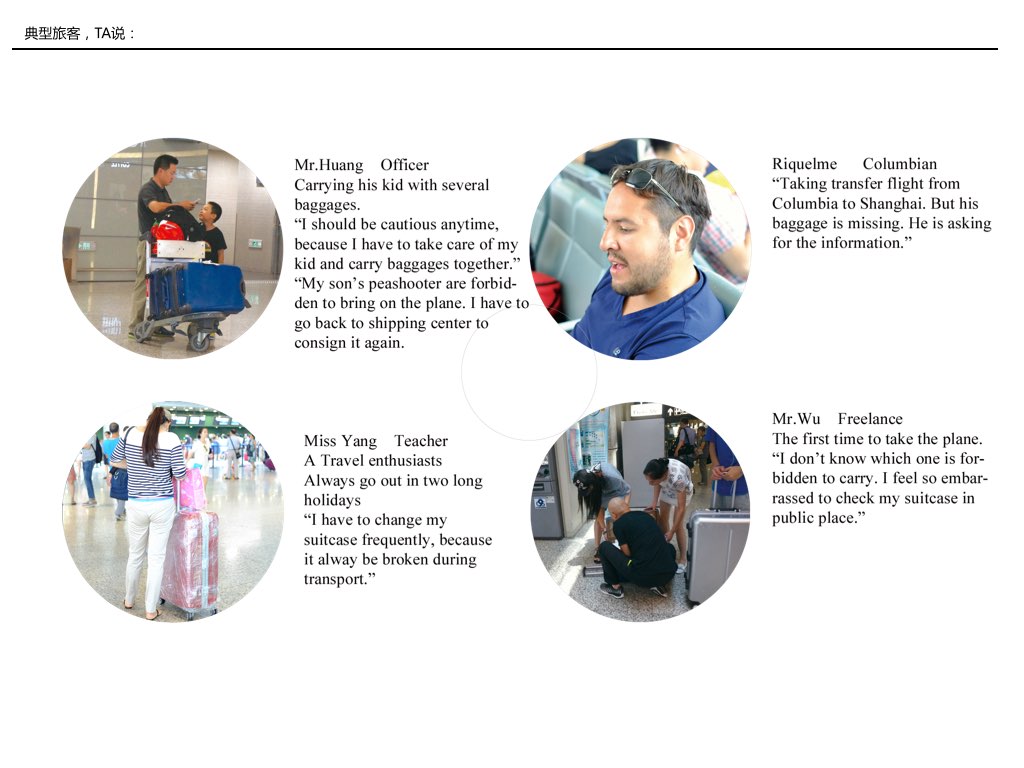 典型旅客，TA说：
Mr.Huang Officer
Carrying his kid with several
baggages.
“I should be cautious anytime,
because I have to take care of my
kid and carry baggages together.”
“My son’s peashooter are forbid-
den to bring on the plane. I have to
go back to shipping center to
consign it again.
Riquelme Columbian
“Taking transfer flight from
Columbia to Shanghai. But his
baggage is missing. He is asking
for the information.”
Miss Yang Teacher
A Travel enthusiasts
Always go out in two long
holidays
“I have to change my
suitcase frequently, because
it alway be broken during
transport.”
Mr.Wu Freelance
The first time to take the plane.
“I don’t know which one is for-
bidden to carry. I feel so embar-
rassed to check my suitcase in
public place.”